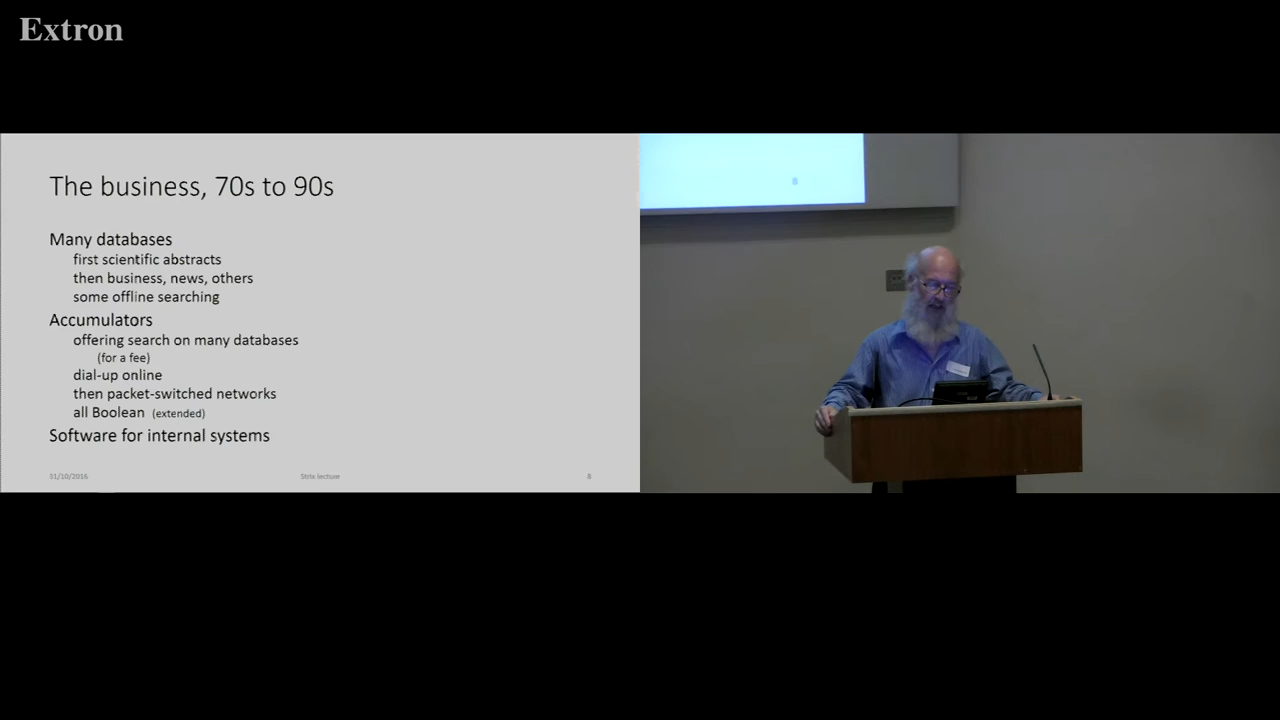 Extron
The business, 70s to 90s
Many databases
first scientific abstracts
then business, news, others
some offline searching
Accumulators
offering search on many databases
(for a fee)
dial-up online
then packet-switched networks
all Boolean (extended)
Software for internal systems
31/10/2016 Strix lecture 8
8